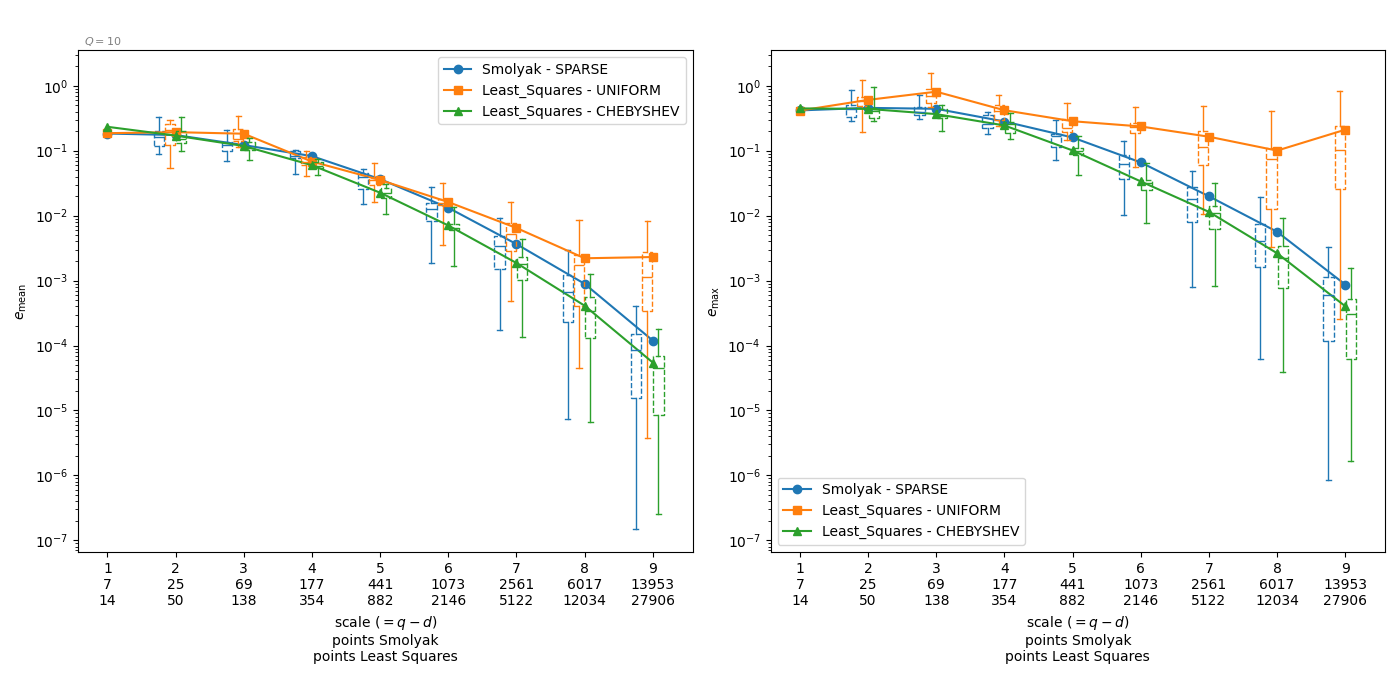 Q = 10
10⁰
10⁻¹
10⁻²
10⁻³
10⁻⁴
10⁻⁵
10⁻⁶
10⁻⁷
e_mean
Smolyak - SPARSE
Least_Squares - UNIFORM
Least_Squares - CHEBYSHEV
1 2 3 4 5 6 7 8 9
7 25 69 177 441 1073 2561 6017 13953
14 50 138 354 882 2146 5122 12034 27906
scale (= q − d)
points Smolyak
points Least Squares
10⁰
10⁻¹
10⁻²
10⁻³
10⁻⁴
10⁻⁵
10⁻⁶
10⁻⁷
e_max
Smolyak - SPARSE
Least_Squares - UNIFORM
Least_Squares - CHEBYSHEV
1 2 3 4 5 6 7 8 9
7 25 69 177 441 1073 2561 6017 13953
14 50 138 354 882 2146 5122 12034 27906
scale (= q − d)
points Smolyak
points Least Squares